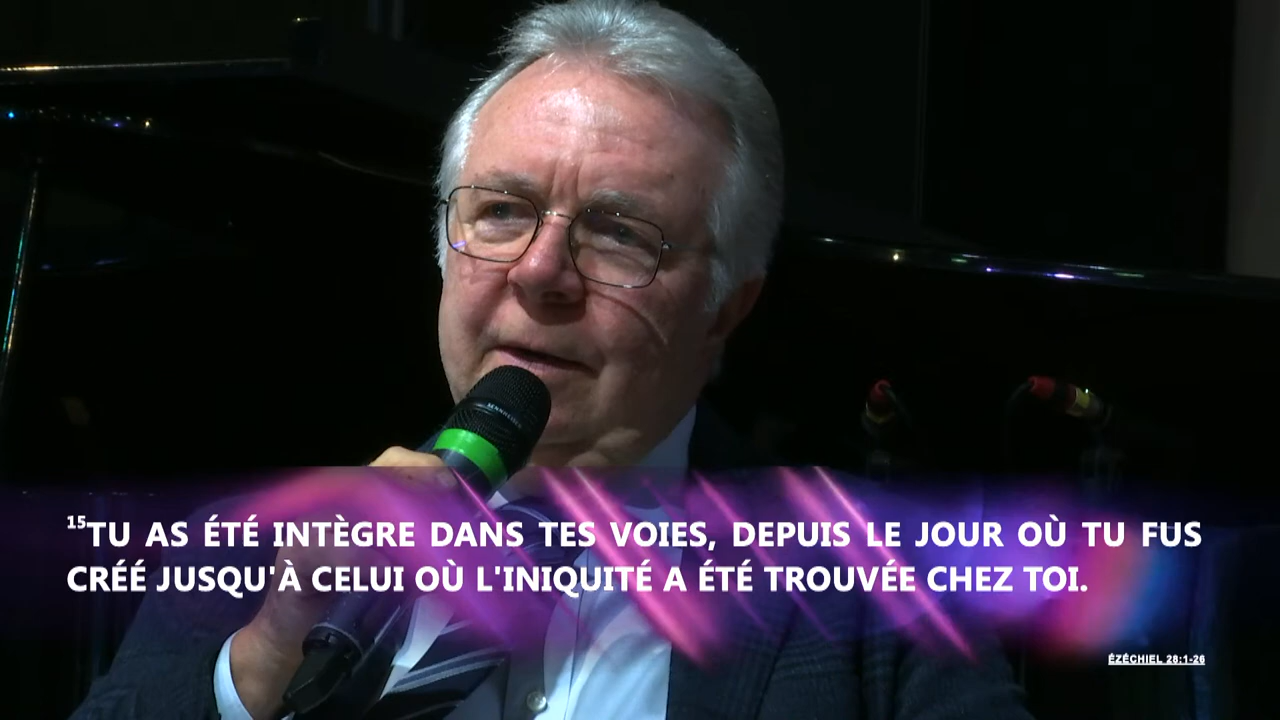 15TU AS ÉTÉ INTÈGRE DANS TES VOIES, DEPUIS LE JOUR OÙ TU FUS
CRÉÉ JUSQU'À CELUI OÙ L'INIQUITÉ A ÉTÉ TROUVÉE CHEZ TOI.
ÉZÉCHIEL 28:1-26